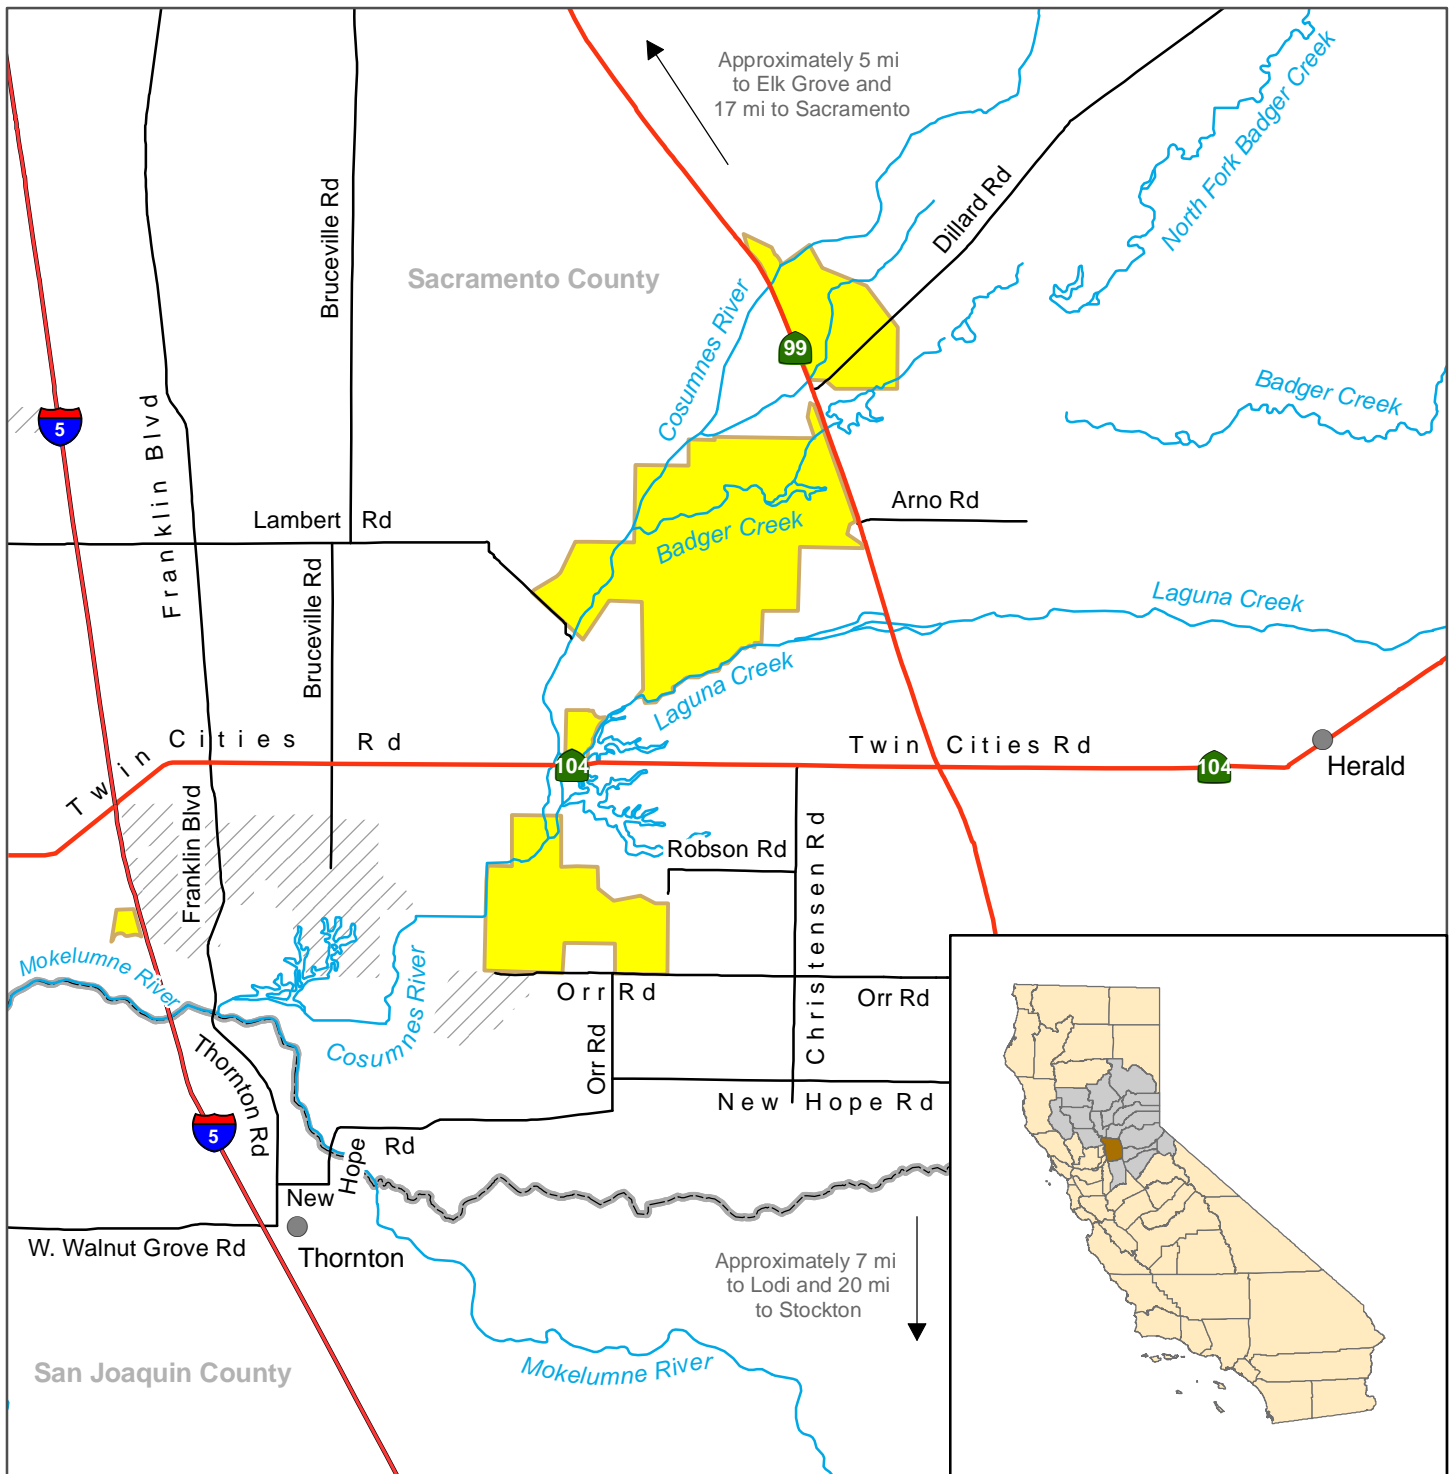 Approximately 5 mi
to Elk Grove and
17 mi to Sacramento
North Fork Badger Creek
Bruceville Rd
Dillard Rd
Sacramento County
Cosumnes River
99
Badger Creek
Franklin Blvd
5
Arno Rd
Lambert Rd
Badger Creek
Bruceville Rd
Laguna Creek
Laguna Creek
Twin Cities Rd
Twin Cities Rd
104
104
Herald
Franklin Blvd
Robson Rd
Christensen Rd
Mokelumne River
Cosumnes River
Orr Rd
Orr Rd
Orr Rd
Thornton Rd
New Hope Rd
5
New Hope Rd
W. Walnut Grove Rd
Thornton
Approximately 7 mi
to Lodi and 20 mi
to Stockton
Mokelumne River
San Joaquin County